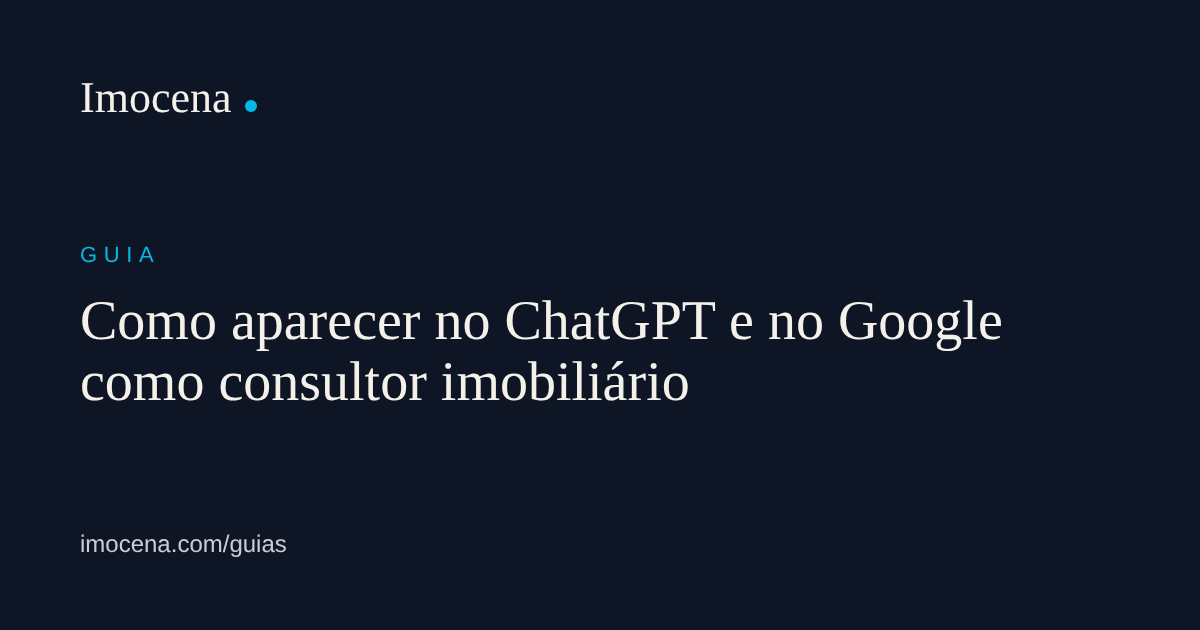 Imocena
GUIA
Como aparecer no ChatGPT e no Google
como consultor imobiliário
imocena.com/guias